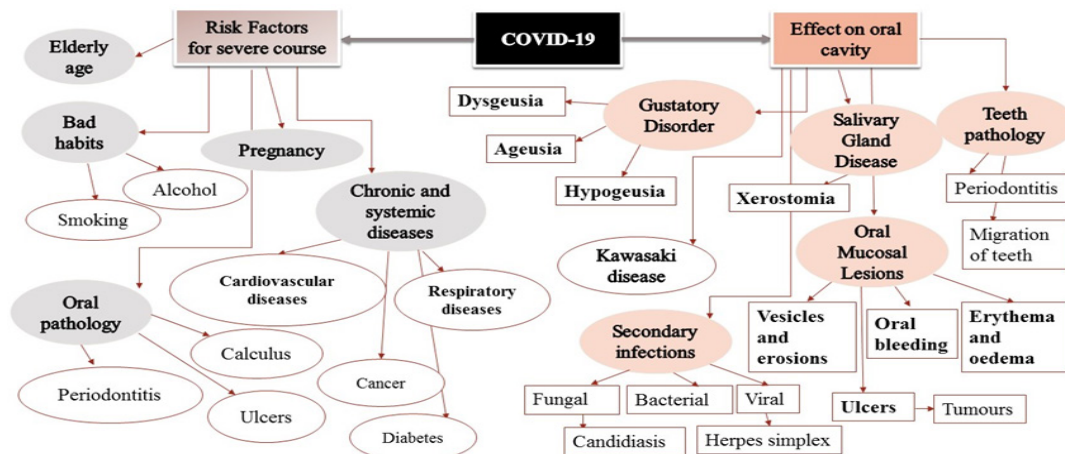 Risk Factors
for severe course
COVID-19
Effect on oral
cavity
Elderly
age
Bad
habits
Alcohol
Smoking
Pregnancy
Chronic and
systemic
diseases
Cardiovascular
diseases
Respiratory
diseases
Cancer
Diabetes
Oral
pathology
Calculus
Periodontitis
Ulcers
Gustatory
Disorder
Dysgeusia
Ageusia
Hypogeusia
Kawasaki
disease
Salivary
Gland
Disease
Xerostomia
Teeth
pathology
Periodontitis
Migration
of teeth
Oral
Mucosal
Lesions
Vesicles
and
erosions
Oral
bleeding
Erythema
and
oedema
Ulcers
Tumours
Secondary
infections
Fungal
Bacterial
Viral
Candidiasis
Herpes simplex